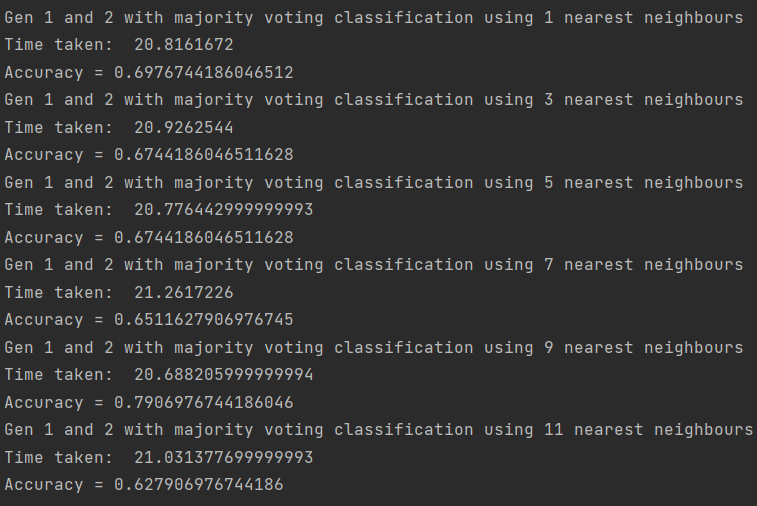 Gen 1 and 2 with majority voting classification using 1 nearest neighbours
Time taken:  20.8161672
Accuracy = 0.6976744186046512
Gen 1 and 2 with majority voting classification using 3 nearest neighbours
Time taken:  20.9262544
Accuracy = 0.6744186046511628
Gen 1 and 2 with majority voting classification using 5 nearest neighbours
Time taken:  20.776442999999993
Accuracy = 0.6744186046511628
Gen 1 and 2 with majority voting classification using 7 nearest neighbours
Time taken:  21.2617226
Accuracy = 0.6511627906976745
Gen 1 and 2 with majority voting classification using 9 nearest neighbours
Time taken:  20.688205999999994
Accuracy = 0.7906976744186046
Gen 1 and 2 with majority voting classification using 11 nearest neighbours
Time taken:  21.031377699999993
Accuracy = 0.627906976744186